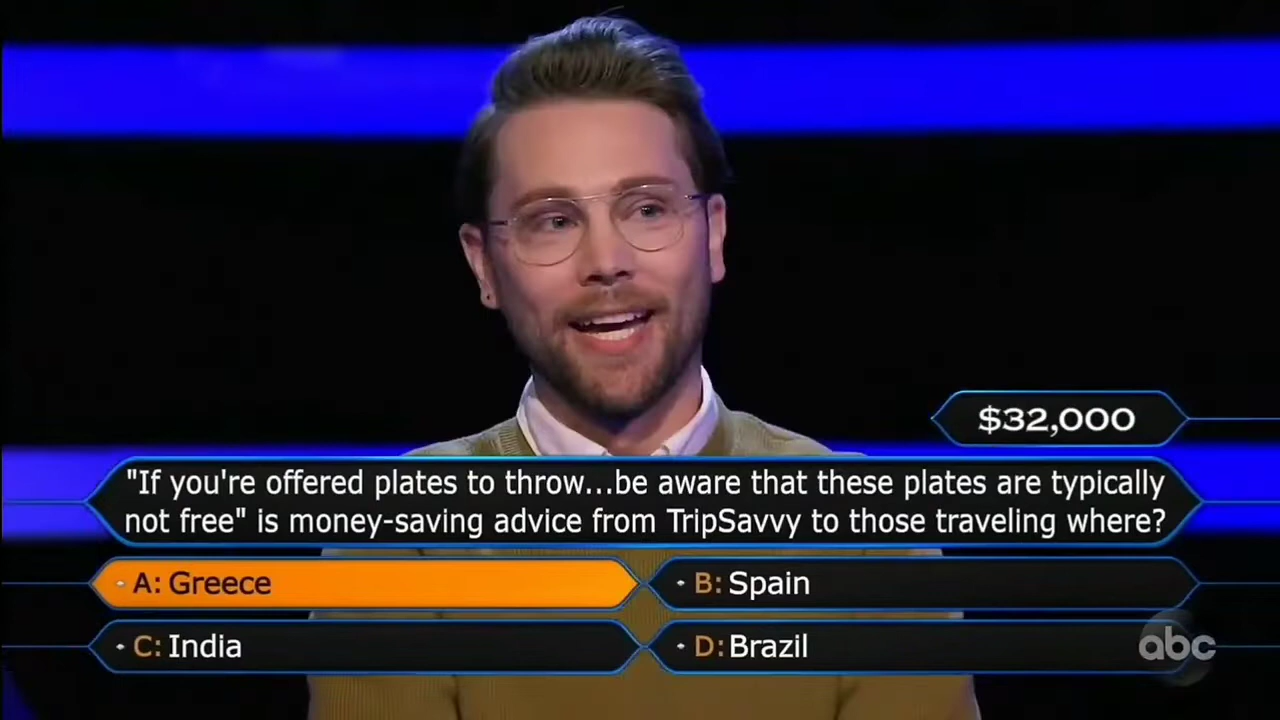 $32,000
"If you're offered plates to throw...be aware that these plates are typically
not free" is money-saving advice from TripSavvy to those traveling where?
A: Greece
B: Spain
C: India
D: Brazil
abc